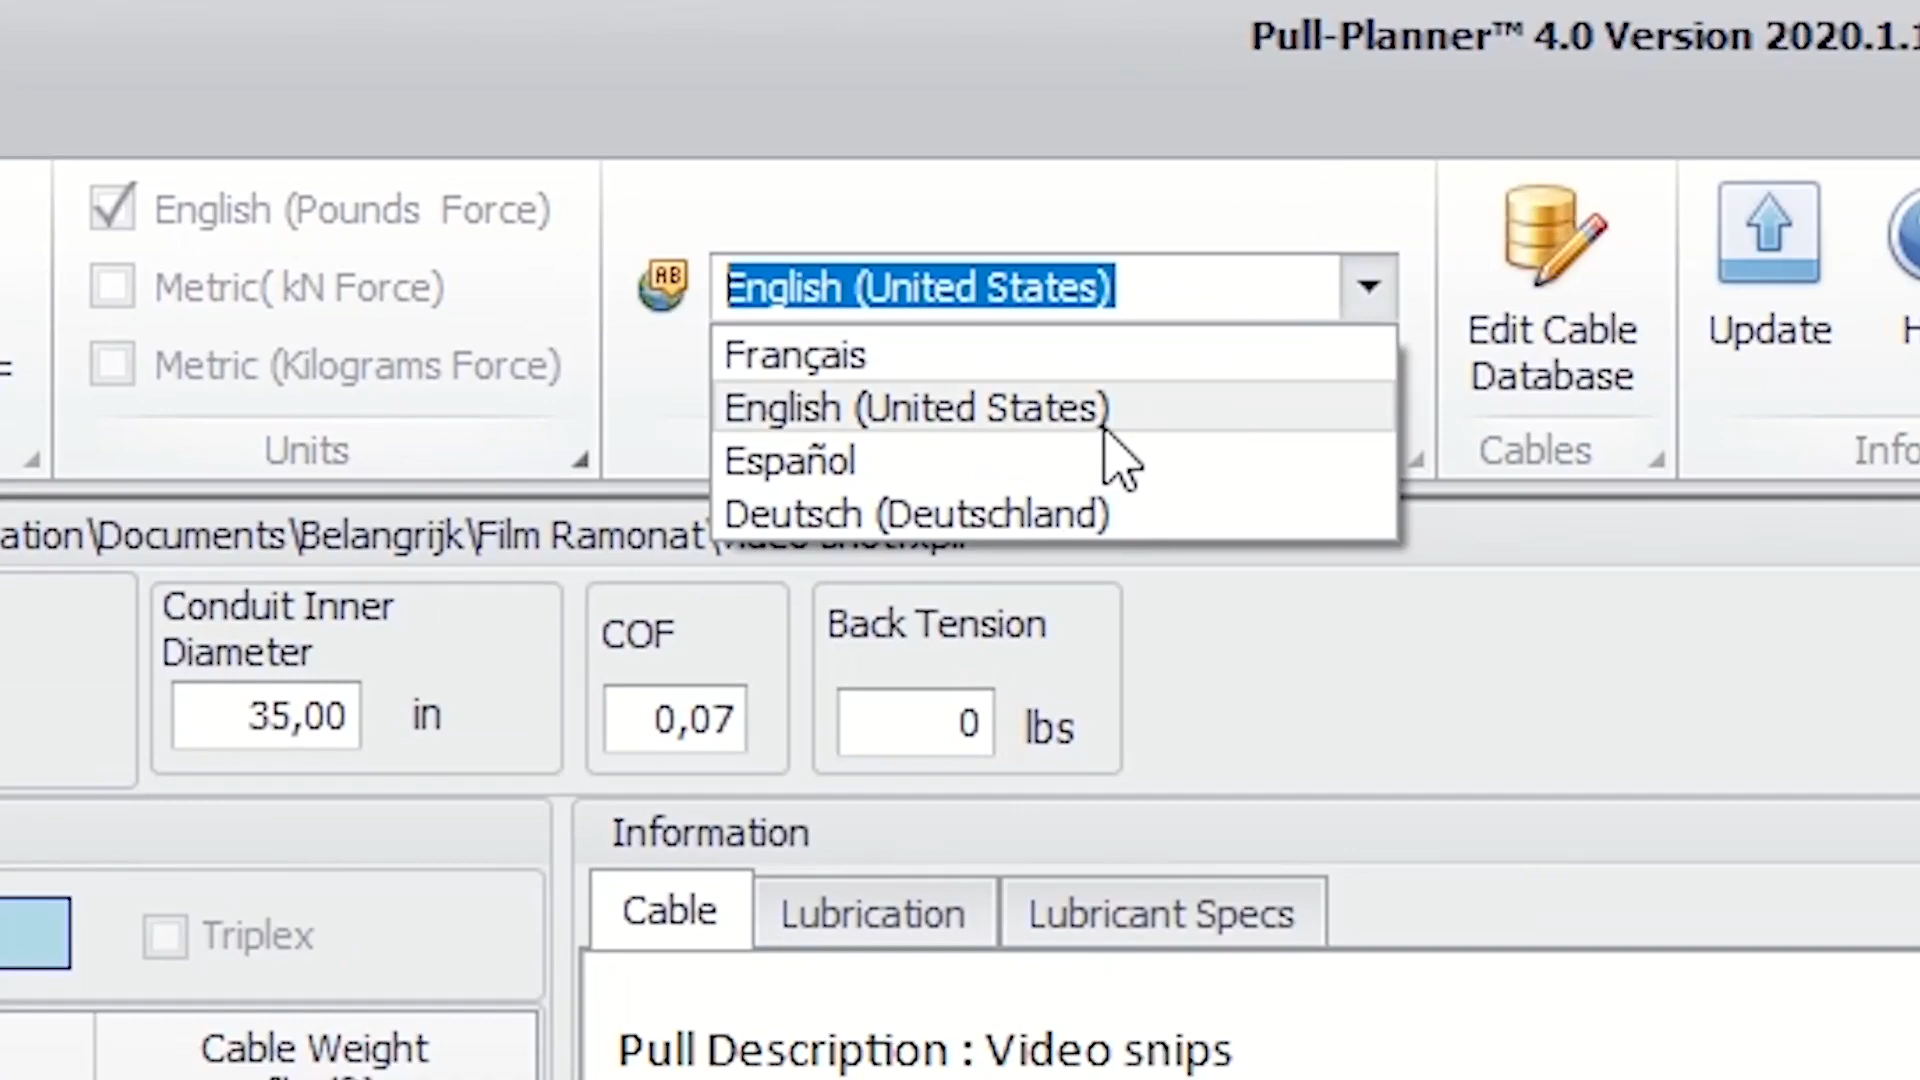 Pull-Planner™ 4.0 Version 2020.1.1
English (Pounds Force)
Metric( kN Force)
Metric (Kilograms Force)
Units
AB
English (United States)
Français
English (United States)
Español
Deutsch (Deutschland)
Edit Cable
Database
Cables
Update
H
Info
ation\Documents\Belangrijk\Film Ramonat\
Conduit Inner
Diameter
35,00 in
COF
0,07
Back Tension
0 lbs
Information
Cable Lubrication Lubricant Specs
Triplex
Cable Weight
Pull Description : Video snips